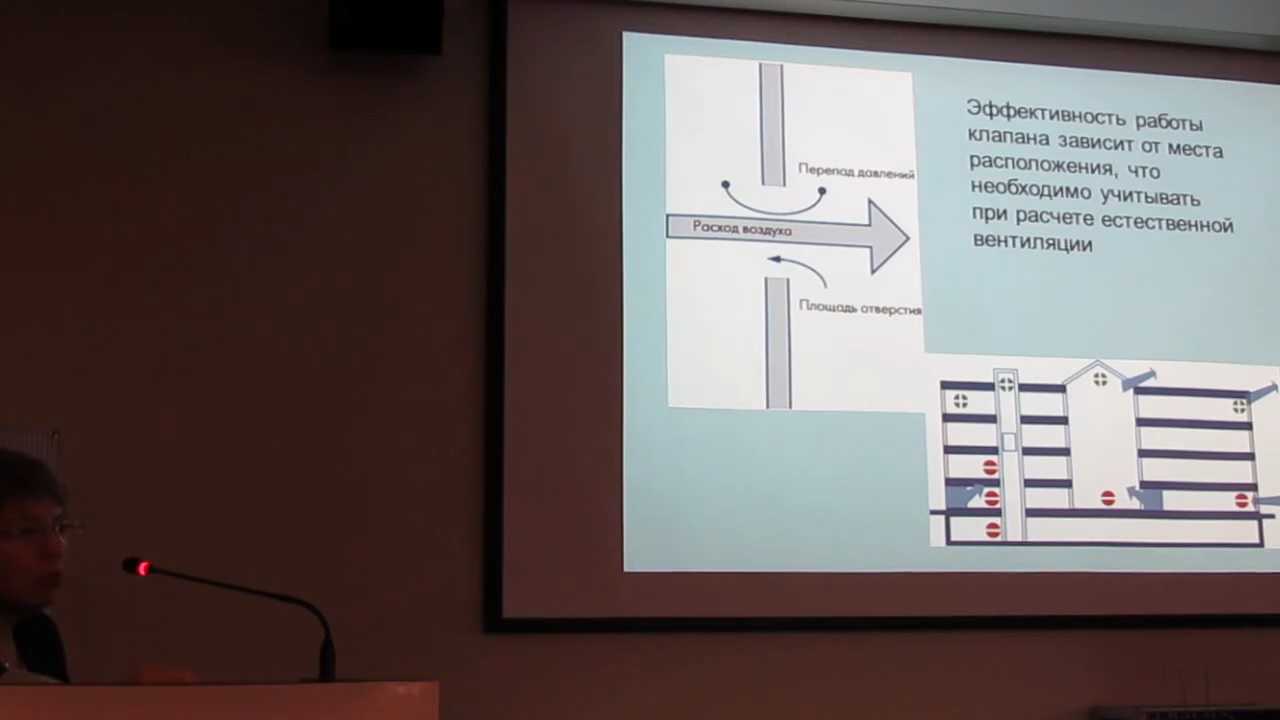 Перепад давлений
Расход воздуха
Площадь отверстия
Эффективность работы
клапана зависит от места
расположения, что
необходимо учитывать
при расчете естественной
вентиляции